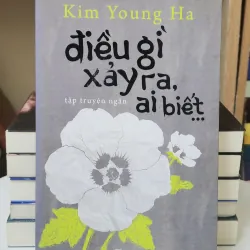 Kim Young Ha
điều gì
xảy ra,
ai biết...
tập truyện ngắn